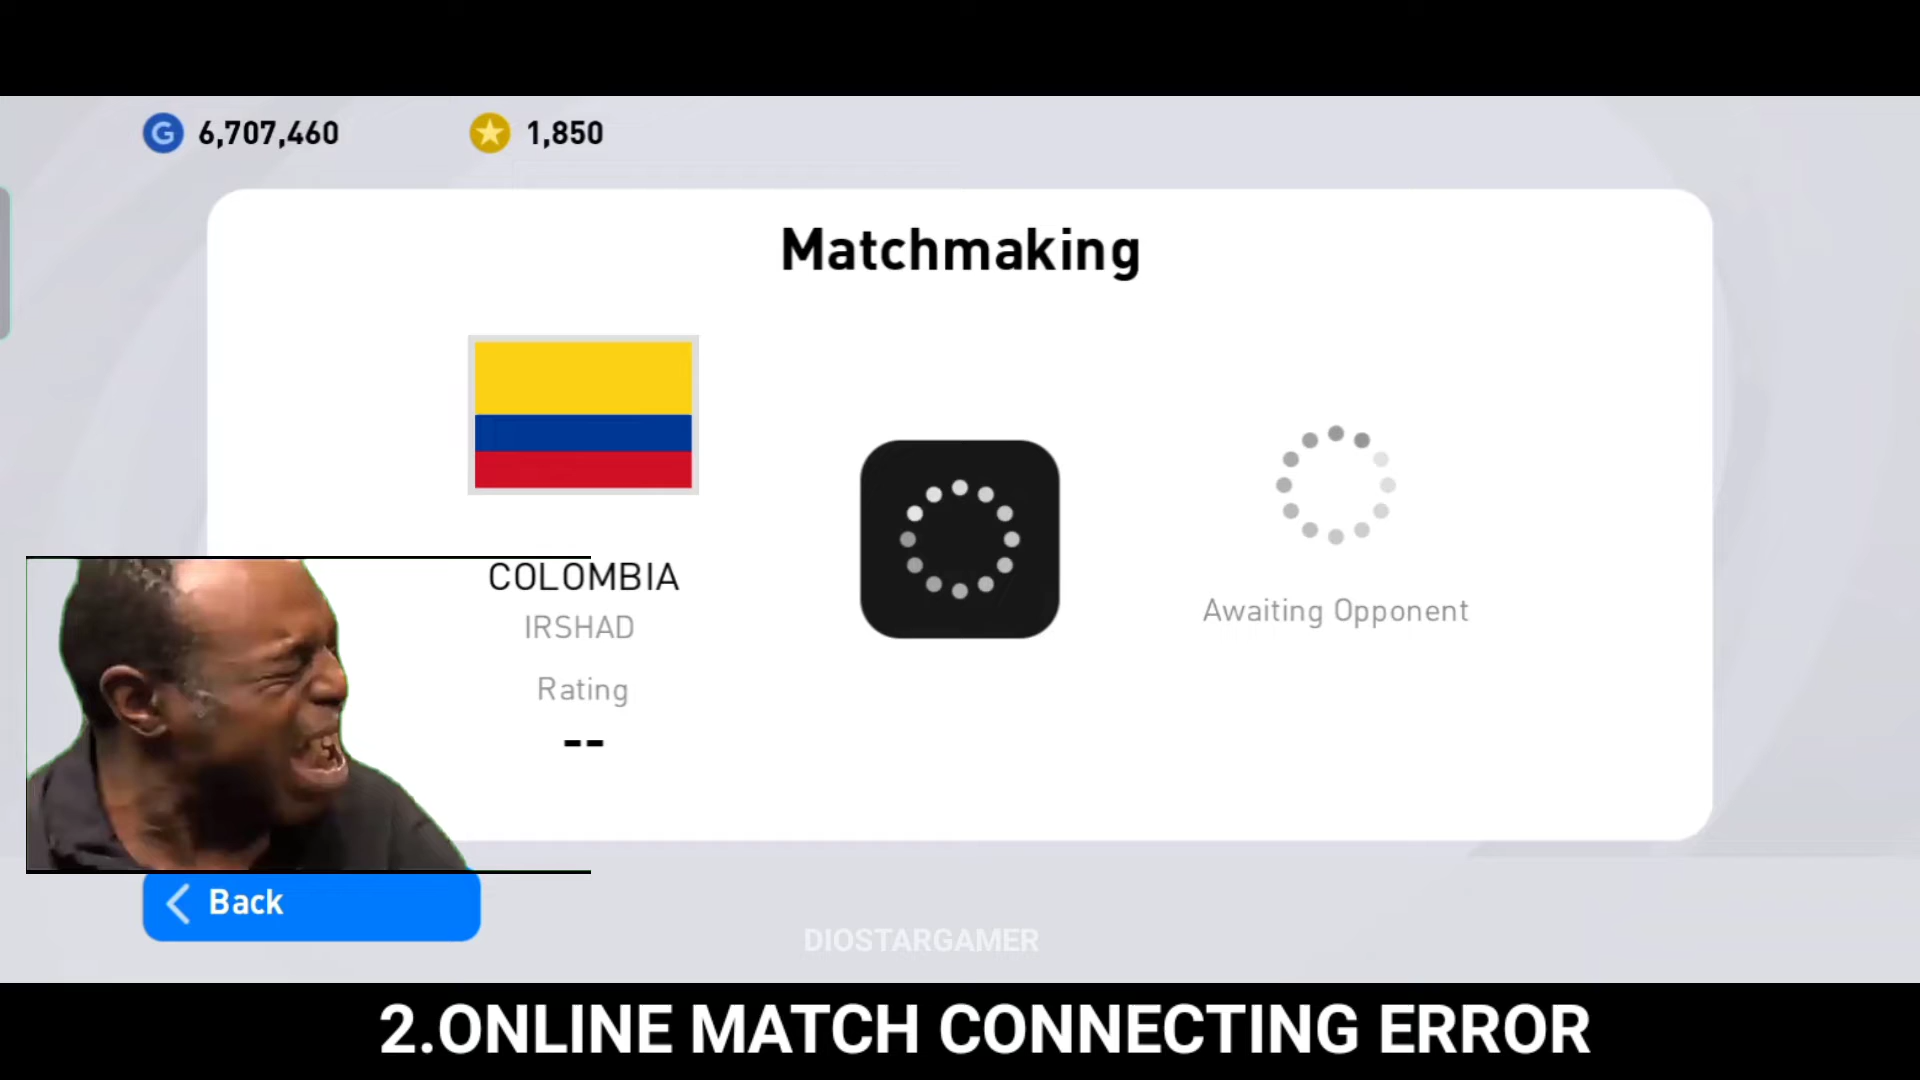 G 6,707,460 1,850
Matchmaking
COLOMBIA
IRSHAD
Awaiting Opponent
Rating
--
Back
DIOSTARGAMER
2.ONLINE MATCH CONNECTING ERROR